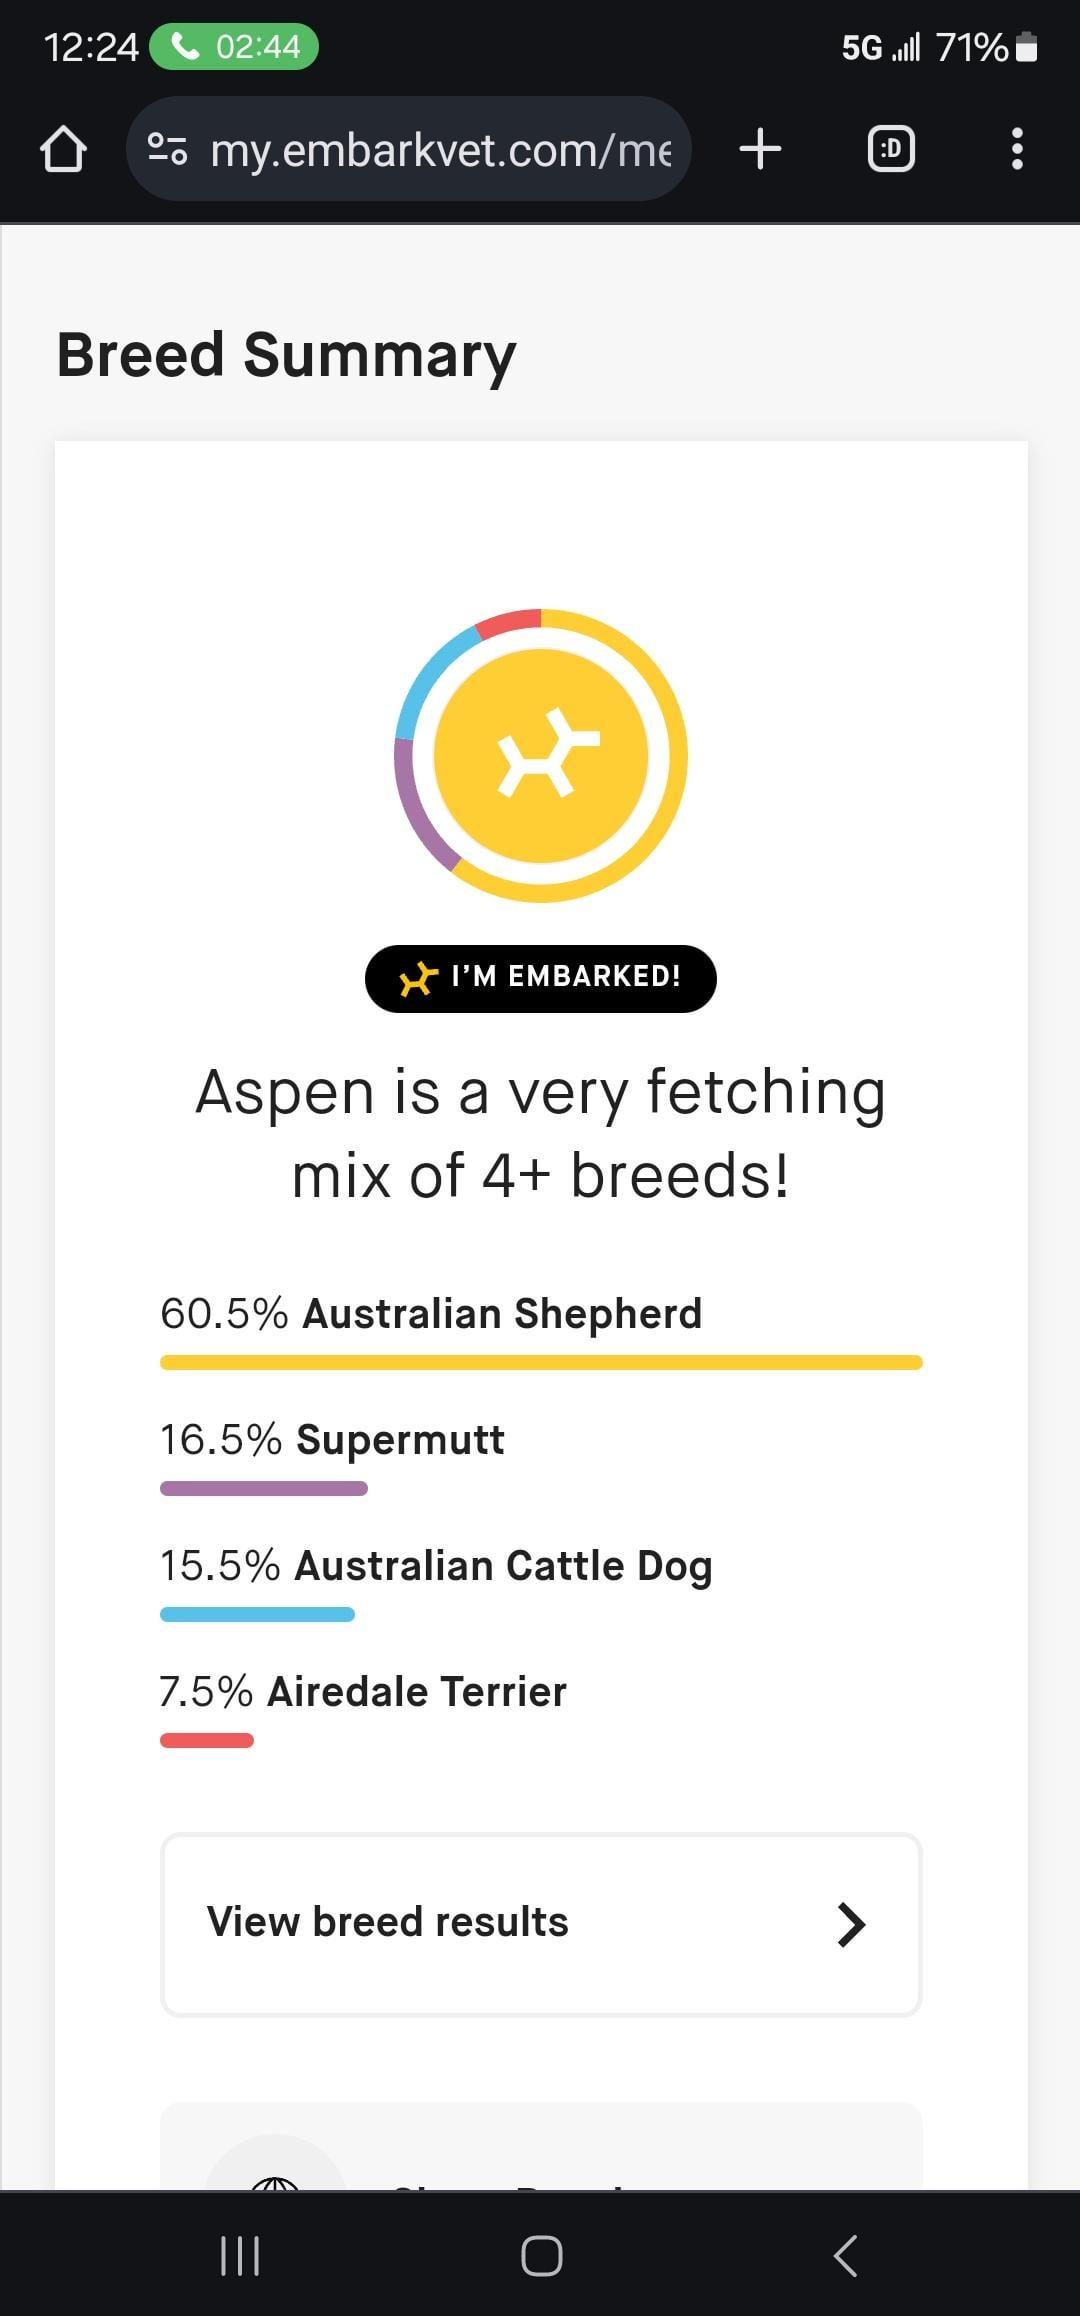 12:24 02:44 5G 71%
my.embarkvet.com/me
:D
Breed Summary
I'M EMBARKED!
Aspen is a very fetching
mix of 4+ breeds!
60.5% Australian Shepherd
16.5% Supermutt
15.5% Australian Cattle Dog
7.5% Airedale Terrier
View breed results